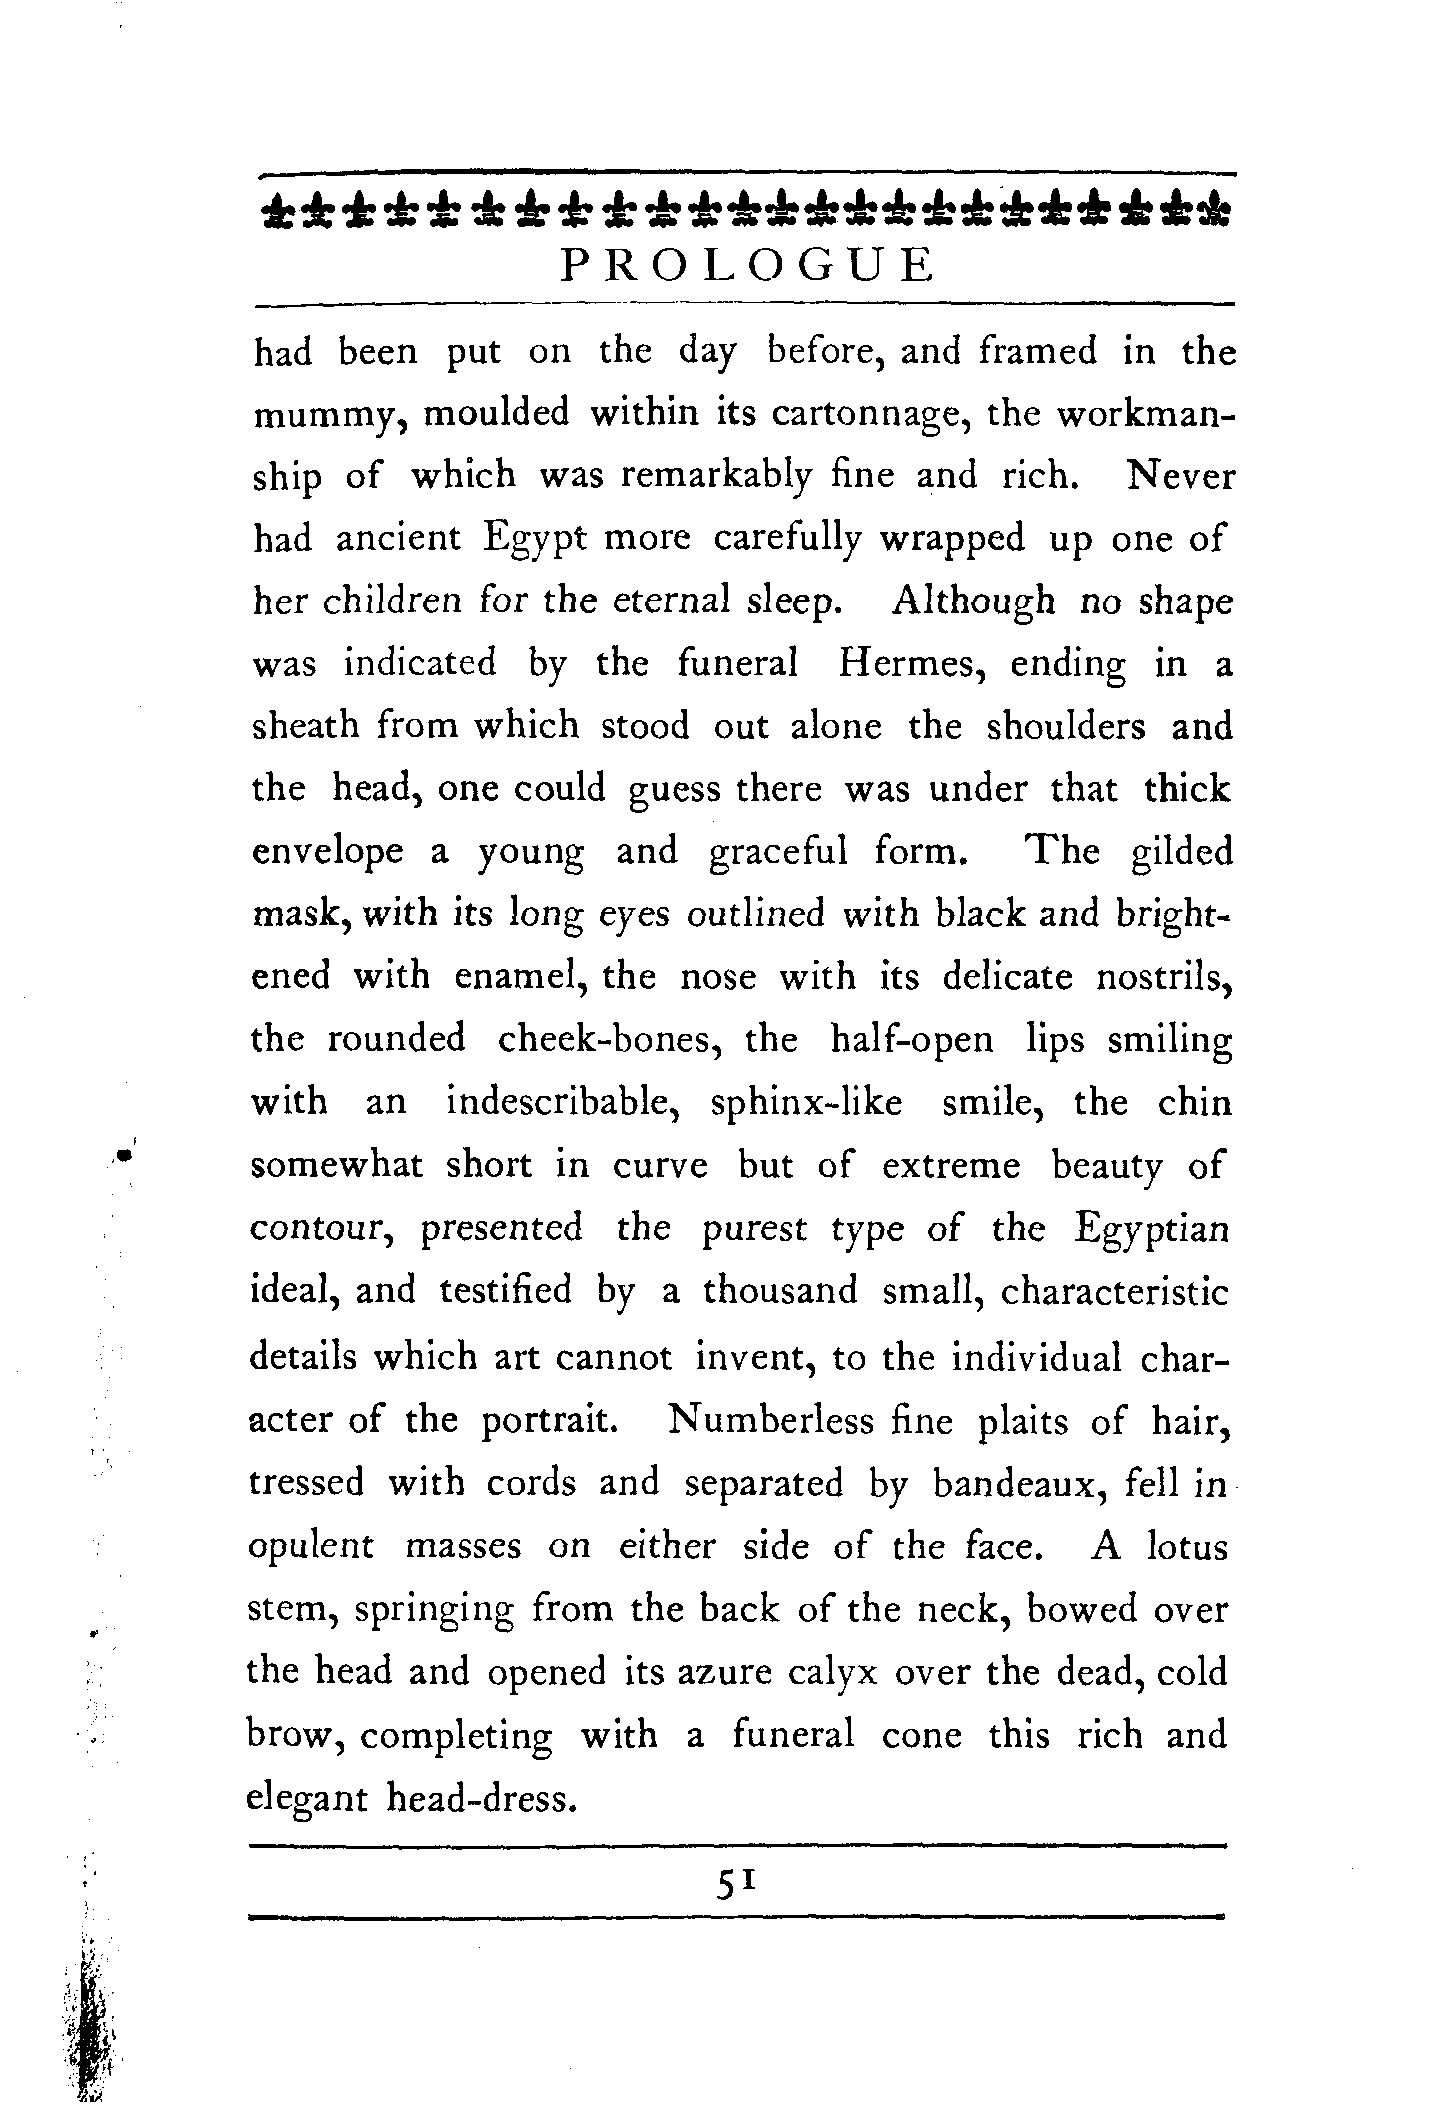 PROLOGUE
had been put on the day before, and framed in the
mummy, moulded within its cartonnage, the workman-
ship of which was remarkably fine and rich. Never
had ancient Egypt more carefully wrapped up one of
her children for the eternal sleep. Although no shape
was indicated by the funeral Hermes, ending in a
sheath from which stood out alone the shoulders and
the head, one could guess there was under that thick
envelope a young and graceful form. The gilded
mask, with its long eyes outlined with black and bright-
ened with enamel, the nose with its delicate nostrils,
the rounded cheek-bones, the half-open lips smiling
with an indescribable, sphinx-like smile, the chin
somewhat short in curve but of extreme beauty of
contour, presented the purest type of the Egyptian
ideal, and testified by a thousand small, characteristic
details which art cannot invent, to the individual char-
acter of the portrait. Numberless fine plaits of hair,
tressed with cords and separated by bandeaux, fell in
opulent masses on either side of the face. A lotus
stem, springing from the back of the neck, bowed over
the head and opened its azure calyx over the dead, cold
brow, completing with a funeral cone this rich and
elegant head-dress.
51